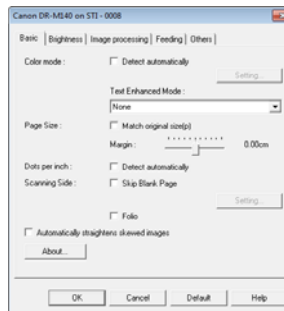 Canon DR-M140 on STI - 0008
Basic Brightness Image processing Feeding Others
Color mode : Detect automatically
Setting...
Text Enhanced Mode :
None
Page Size : Match original size(p)
Margin : 0.00cm
Dots per inch : Detect automatically
Scanning Side : Skip Blank Page
Setting...
Folio
Automatically straightens skewed images
About...
OK Cancel Default Help